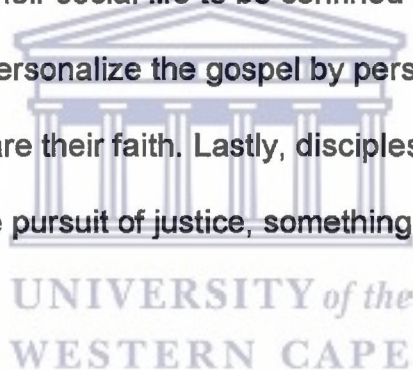 their social life to be confined
personalize the gospel by pers
are their faith. Lastly, disciples
e pursuit of justice, something
UNIVERSITY of the
WESTERN CAPE